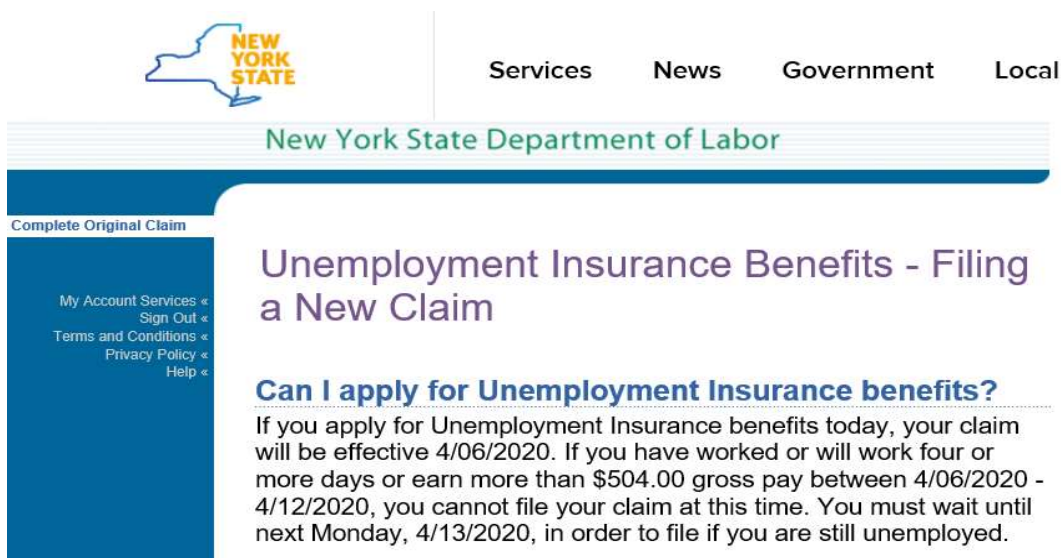 NEW
YORK
STATE
Services News Government Local
New York State Department of Labor
Complete Original Claim
My Account Services «
Sign Out «
Terms and Conditions «
Privacy Policy «
Help «
Unemployment Insurance Benefits - Filing
a New Claim
Can I apply for Unemployment Insurance benefits?
If you apply for Unemployment Insurance benefits today, your claim
will be effective 4/06/2020. If you have worked or will work four or
more days or earn more than $504.00 gross pay between 4/06/2020 -
4/12/2020, you cannot file your claim at this time. You must wait until
next Monday, 4/13/2020, in order to file if you are still unemployed.